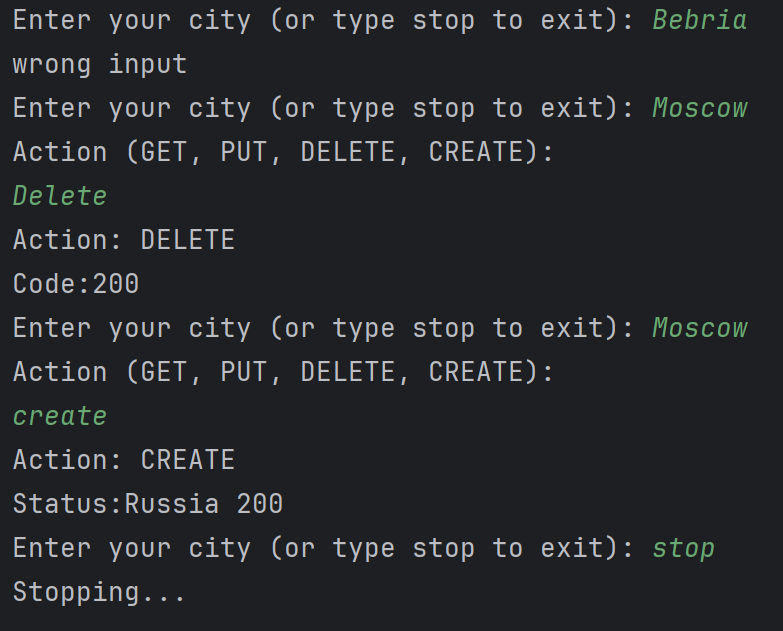 Enter your city (or type stop to exit): Bebria
wrong input
Enter your city (or type stop to exit): Moscow
Action (GET, PUT, DELETE, CREATE):
Delete
Action: DELETE
Code:200
Enter your city (or type stop to exit): Moscow
Action (GET, PUT, DELETE, CREATE):
create
Action: CREATE
Status:Russia 200
Enter your city (or type stop to exit): stop
Stopping...